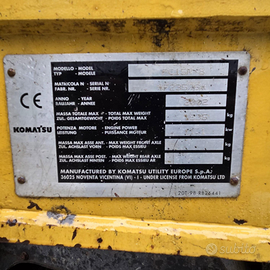 MODELLO - MODEL
TYP - MODELE
MATRICOLA N - SERIAL N
FABR. NR. - SERIE N
ANNO - YEAR
BAUJAHR - ANNEE
CE
KOMATSU
MASSA TOTALE MAX - TOTAL MAX WEIGHT
ZUL. GESAMTGEWICHT - POIDS TOTAL MAX
kg
POTENZA MOTORE - ENGINE POWER
LEISTUNG - PUISSANCE MOTEUR
kW
MASSA MAX ASSE ANT. - MAX WEIGHT FRONT AXLE
ZUL. ACHSLAST VORN - POIDS MAX ESSIEU AV
kg
MASSA MAX ASSE POST. - MAX WEIGHT REAR AXLE
ZUL. ACHSLAST HINTEN - POIDS MAX ESSIEU AR
kg
MANUFACTURED BY KOMATSU UTILITY EUROPE S.p.A.
36025 NOVENTA VICENTINA (VI) - I - UNDER LICENSE FROM KOMATSU LTD
subito